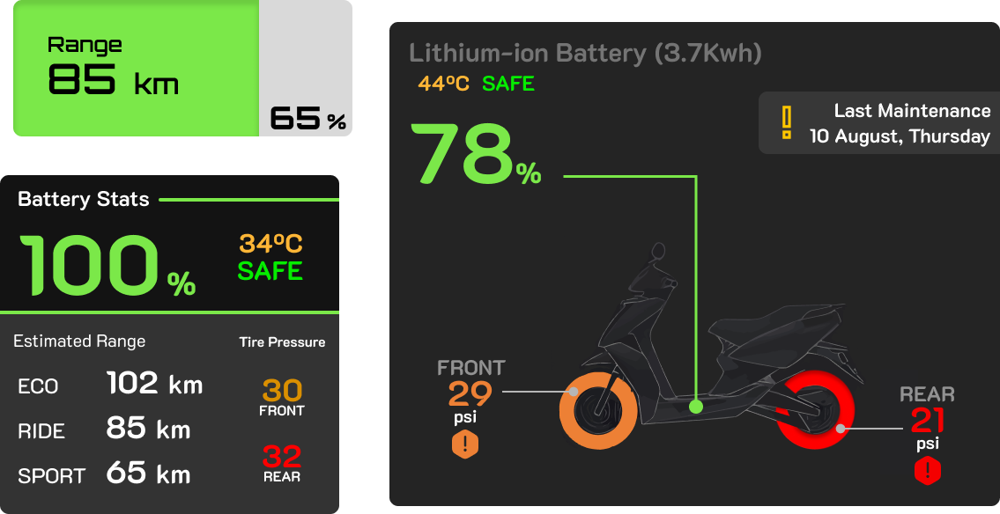 Range
85 km
65 %
Battery Stats
100 %
34ºC
SAFE
Estimated Range
Tire Pressure
ECO 102 km
RIDE 85 km
SPORT 65 km
30
FRONT
32
REAR
Lithium-ion Battery (3.7Kwh)
44ºC SAFE
78%
! Last Maintenance
10 August, Thursday
FRONT
29
psi
!
REAR
21
psi
!